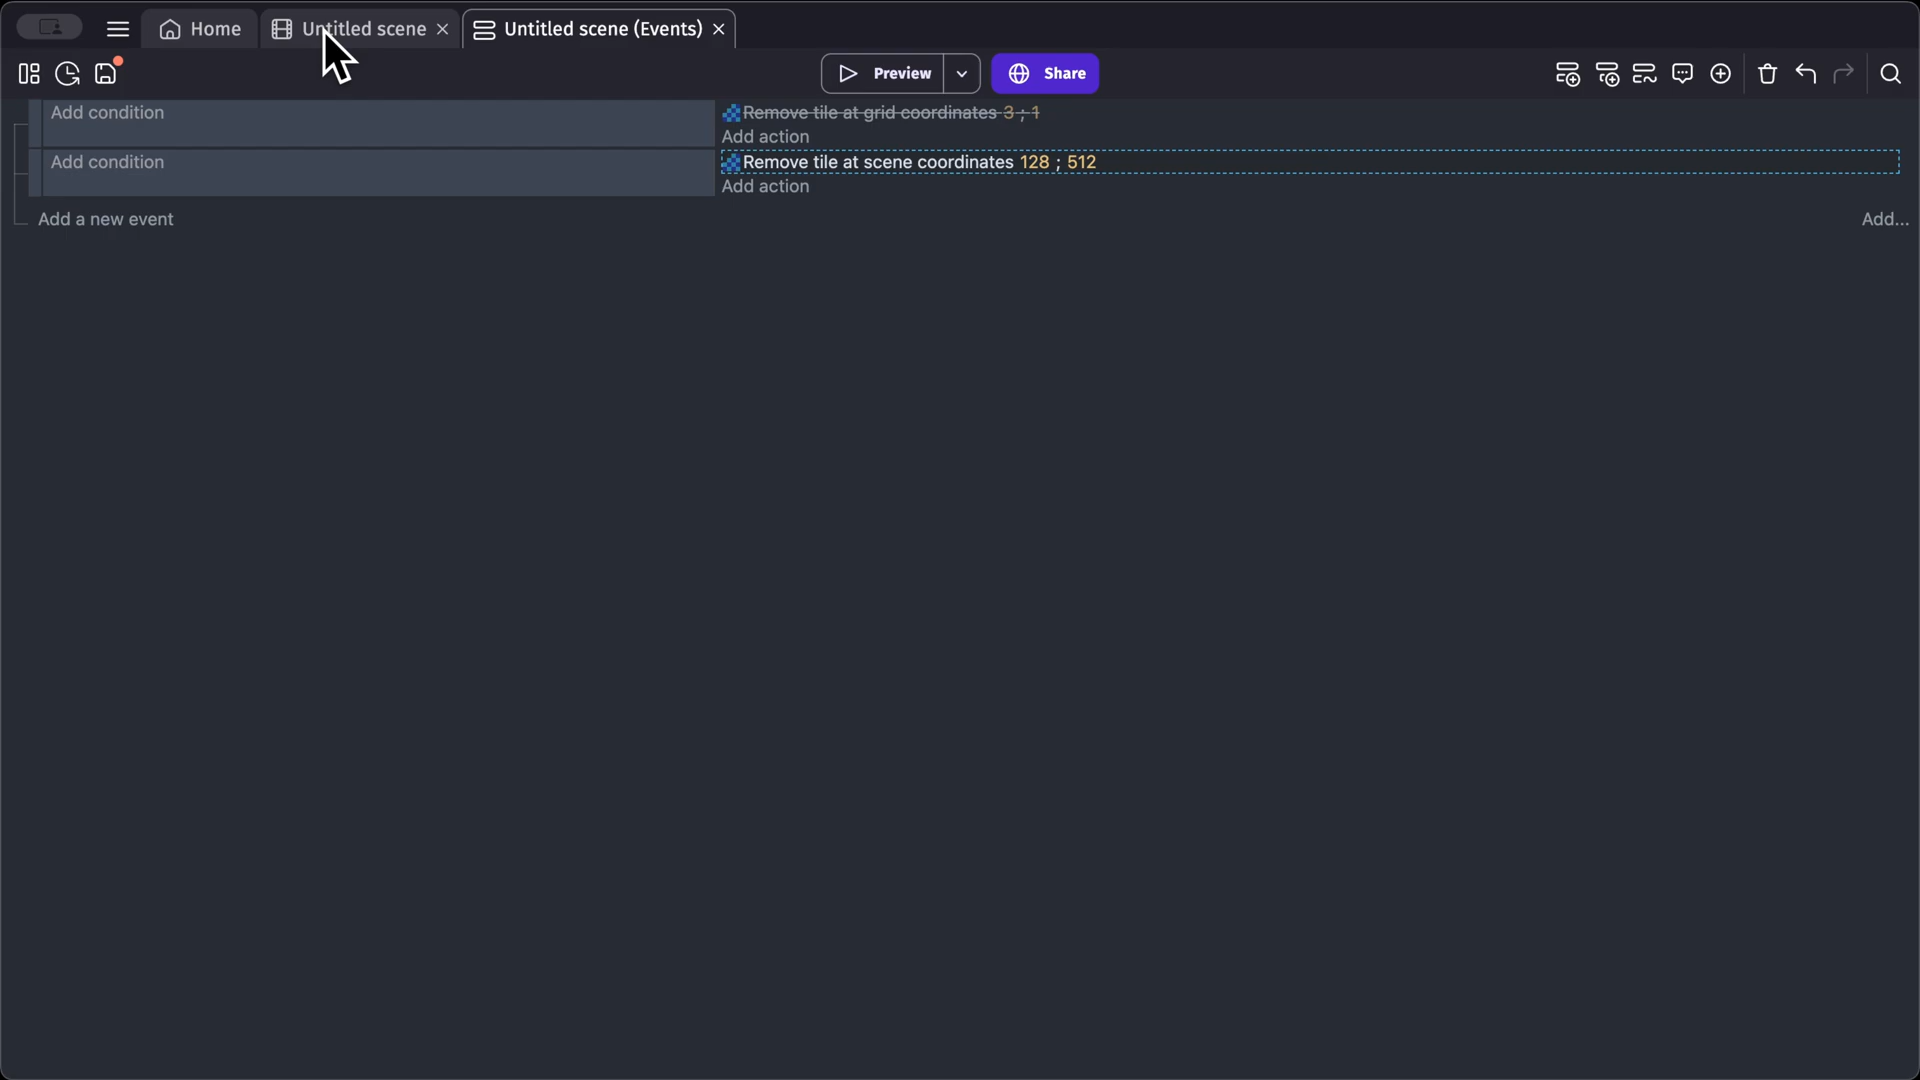 Home
Untitled scene
Untitled scene (Events)
Preview
Share
Add condition
Remove tile at grid coordinates 3 ; 1
Add action
Add condition
Remove tile at scene coordinates 128 ; 512
Add action
Add a new event
Add...